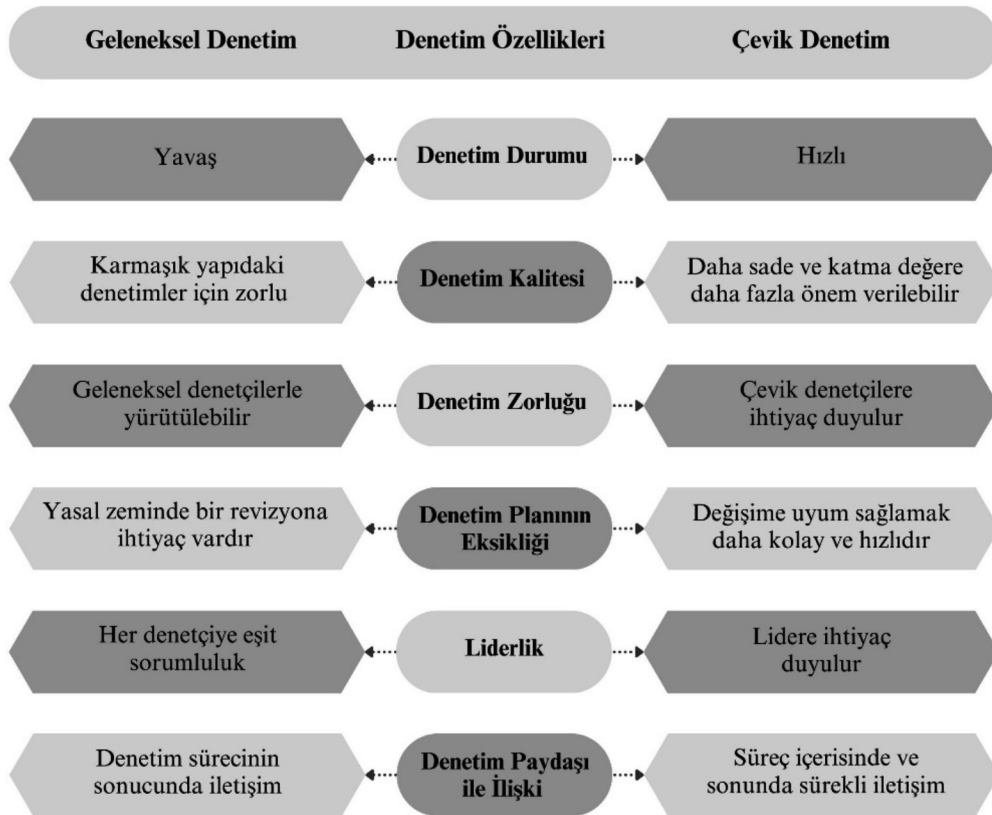 Geleneksel Denetim
Denetim Özellikleri
Çevik Denetim
Yavaş
Denetim Durumu
Hızlı
Karmaşık yapıdaki
denetimler için zorlu
Denetim Kalitesi
Daha sade ve katma değere
daha fazla önem verilebilir
Geleneksel denetçilerle
yürütülebilir
Denetim Zorluğu
Çevik denetçilere
ihtiyaç duyulur
Yasal zeminde bir revizyona
ihtiyaç vardır
Denetim Planının
Eksikliği
Değişime uyum sağlamak
daha kolay ve hızlıdır
Her denetçiye eşit
sorumluluk
Liderlik
Lidere ihtiyaç
duyulur
Denetim sürecinin
sonucunda iletişim
Denetim Paydaşı
ile İlişki
Süreç içerisinde ve
sonunda sürekli iletişim